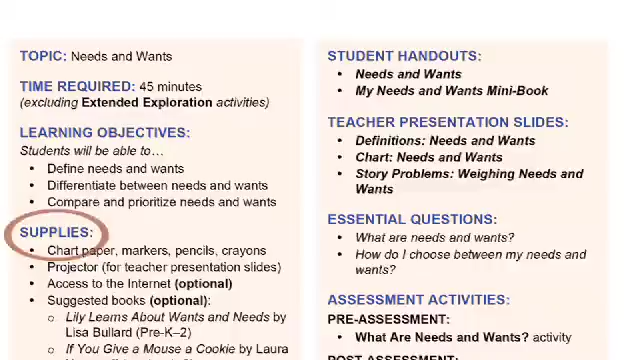 TOPIC: Needs and Wants
TIME REQUIRED: 45 minutes
(excluding Extended Exploration activities)
LEARNING OBJECTIVES:
Students will be able to…
• Define needs and wants
• Differentiate between needs and wants
• Compare and prioritize needs and wants
SUPPLIES:
• Chart paper, markers, pencils, crayons
• Projector (for teacher presentation slides)
• Access to the Internet (optional)
• Suggested books (optional):
o Lily Learns About Wants and Needs by
Lisa Bullard (Pre-K–2)
o If You Give a Mouse a Cookie by Laura
STUDENT HANDOUTS:
• Needs and Wants
• My Needs and Wants Mini-Book
TEACHER PRESENTATION SLIDES:
• Definitions: Needs and Wants
• Chart: Needs and Wants
• Story Problems: Weighing Needs and
Wants
ESSENTIAL QUESTIONS:
• What are needs and wants?
• How do I choose between my needs and
wants?
ASSESSMENT ACTIVITIES:
PRE-ASSESSMENT:
• What Are Needs and Wants? activity
POST-ASSESSMENT: